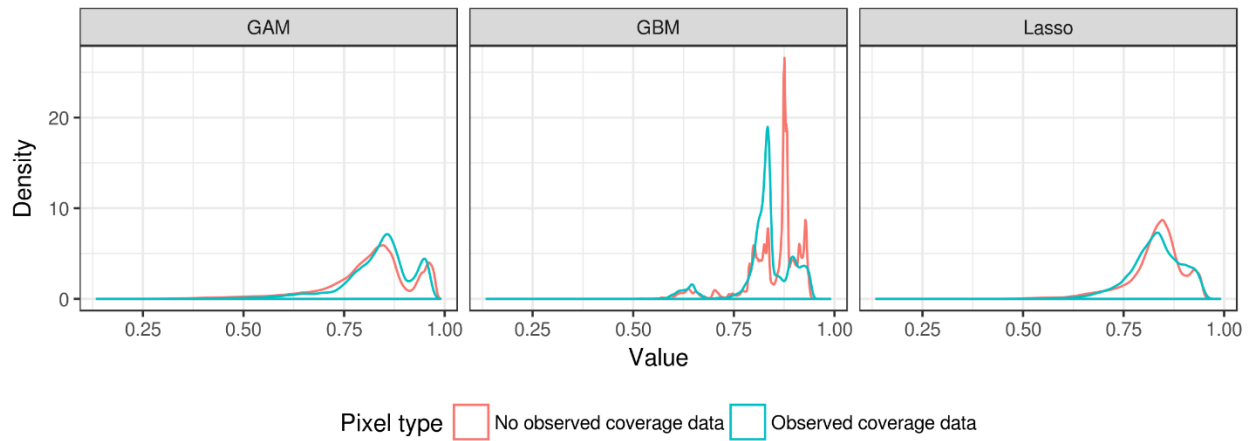 GAM GBM Lasso
20
10
0
Density
0.25 0.50 0.75 1.00 0.25 0.50 0.75 1.00 0.25 0.50 0.75 1.00
Value
Pixel type No observed coverage data Observed coverage data